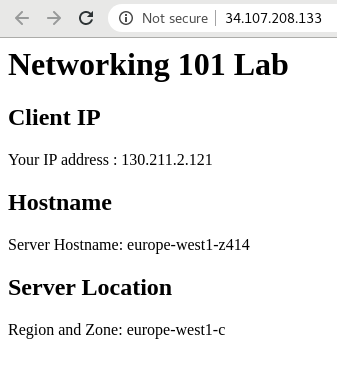 Not secure | 34.107.208.133
Networking 101 Lab
Client IP
Your IP address : 130.211.2.121
Hostname
Server Hostname: europe-west1-z414
Server Location
Region and Zone: europe-west1-c